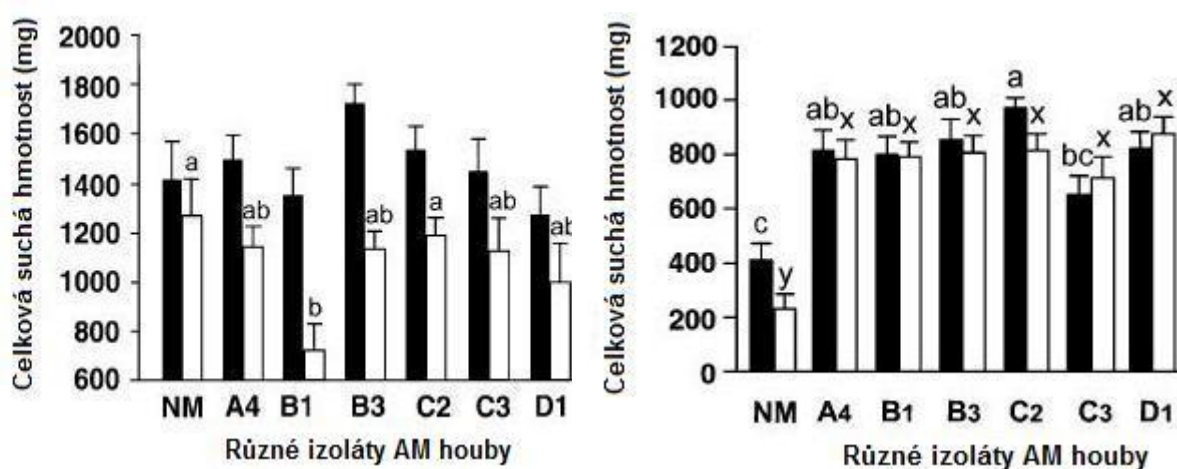 Celková suchá hmotnost (mg)
2000
1800
1600
1400
1200
1000
800
600
a
ab
b
ab
a
ab
ab
NM A4 B1 B3 C2 C3 D1
Různé izoláty AM houby
Celková suchá hmotnost (mg)
1200
1000
800
600
400
200
0
c y
ab x
ab x
ab x
a x
bc x
ab x
NM A4 B1 B3 C2 C3 D1
Různé izoláty AM houby